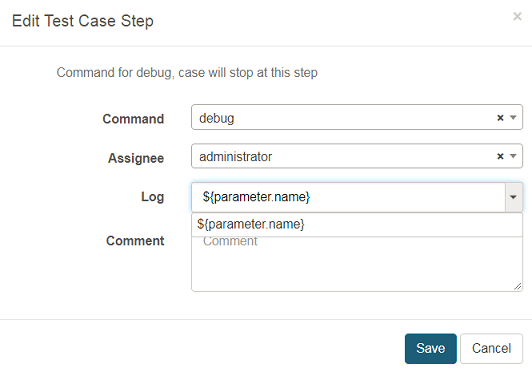 Edit Test Case Step
×
Command for debug, case will stop at this step
Command
debug
×
Assignee
administrator
×
Log
${parameter.name}
${parameter.name}
Comment
Comment
Save
Cancel